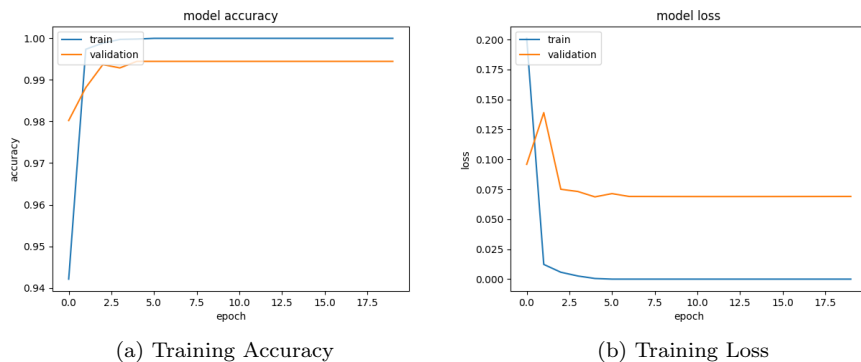 model accuracy
train
validation
1.00
0.99
0.98
0.97
0.96
0.95
0.94
accuracy
0.0 2.5 5.0 7.5 10.0 12.5 15.0 17.5
epoch
(a) Training Accuracy
model loss
train
validation
0.200
0.175
0.150
0.125
0.100
0.075
0.050
0.025
0.000
loss
0.0 2.5 5.0 7.5 10.0 12.5 15.0 17.5
epoch
(b) Training Loss